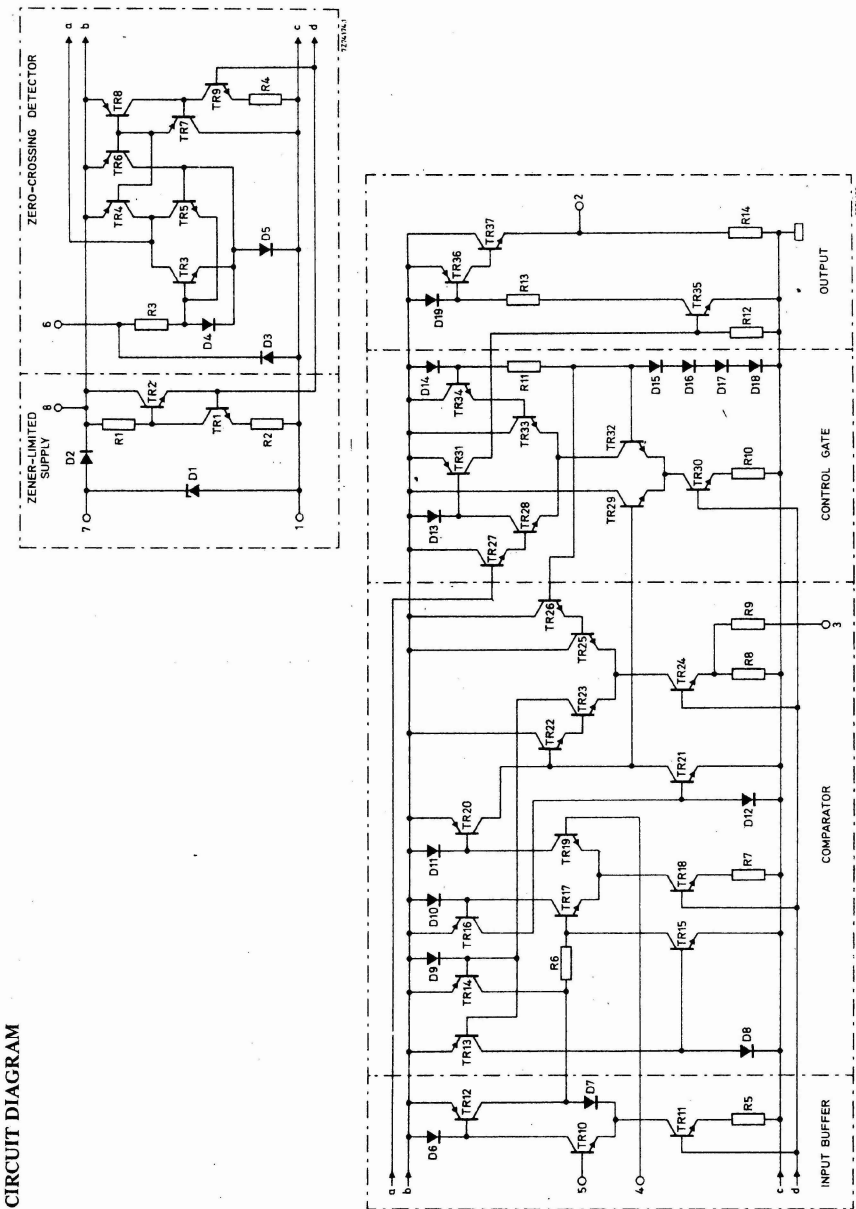 CIRCUIT DIAGRAM
ZENER-LIMITED
SUPPLY
ZERO-CROSSING DETECTOR
7
8
6
1
a
b
c
d
D2
D1
R1
TR2
TR1
R2
R3
D4
D3
TR3
TR4
TR5
D5
TR6
TR8
TR7
TR9
R4
a
b
c
d
5
4
D6
TR12
D7
TR10
TR11
R5
INPUT BUFFER
TR13
TR14
D9
D10
D11
TR16
TR20
R6
TR17
TR19
TR15
TR18
D8
R7
D12
TR21
TR22
TR23
TR25
TR26
TR24
R8
R9
3
COMPARATOR
D13
D14
TR27
TR28
TR31
TR33
TR34
R11
TR29
TR32
TR30
R10
D15
D16
D17
D18
CONTROL GATE
D19
TR36
TR37
R13
TR35
R12
R14
2
OUTPUT